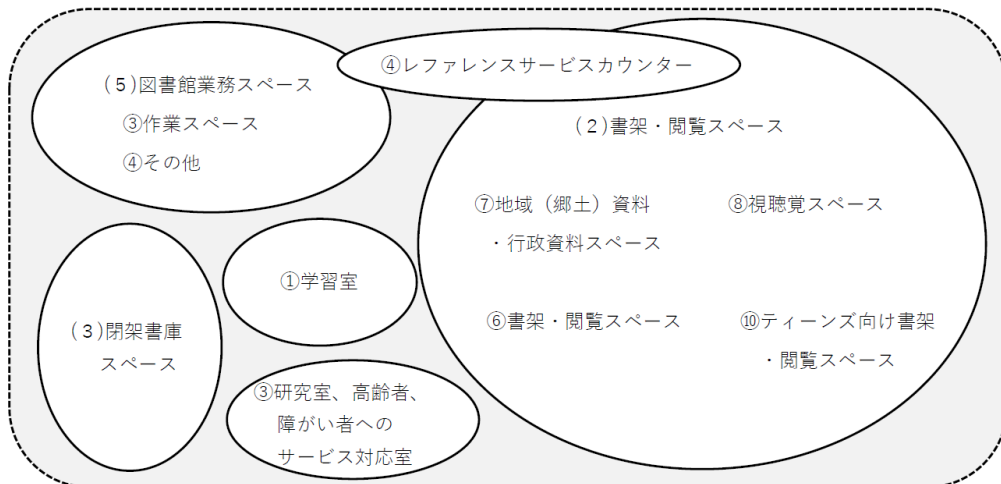 ④レファレンスサービスカウンター
(5)図書館業務スペース
③作業スペース
④その他
(2)書架・閲覧スペース
⑦地域（郷土）資料
・行政資料スペース
⑧視聴覚スペース
①学習室
(3)閉架書庫
スペース
⑥書架・閲覧スペース
⑩ティーンズ向け書架
・閲覧スペース
③研究室、高齢者、
障がい者への
サービス対応室